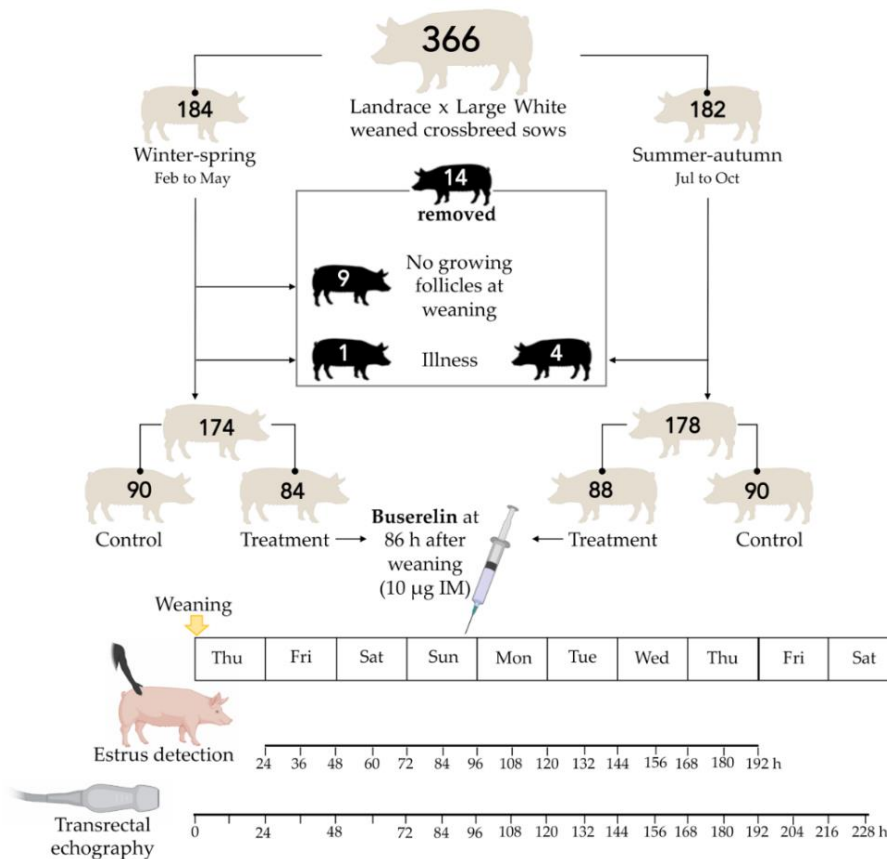 366
184
182
Landrace x Large White
weaned crossbreed sows
Winter-spring
Feb to May
Summer-autumn
Jul to Oct
14
removed
9
No growing
follicles at
weaning
1
Illness
4
174
178
90
84
88
90
Control
Treatment
Buserelin at
86 h after
weaning
(10 µg IM)
Treatment
Control
Weaning
Thu Fri Sat Sun Mon Tue Wed Thu Fri Sat
Estrus detection
24 36 48 60 72 84 96 108 120 132 144 156 168 180 192 h
Transrectal
echography
0 24 48 72 84 96 108 120 132 144 156 168 180 192 204 216 228 h